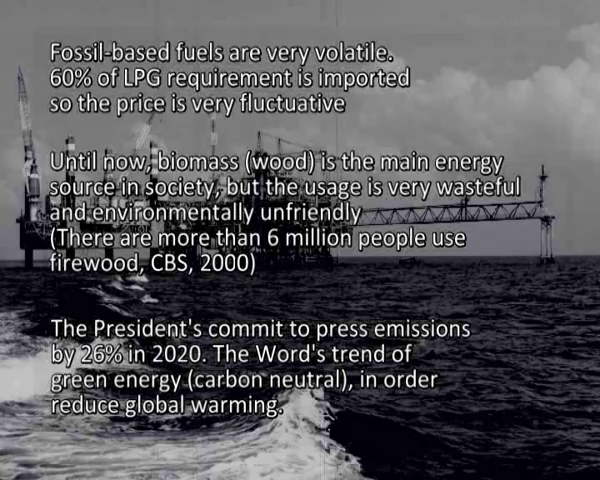 Fossil-based fuels are very volatile.
60% of LPG requirement is imported
so the price is very fluctuative
Until now, biomass (wood) is the main energy
source in society, but the usage is very wasteful
and environmentally unfriendly
(There are more than 6 million people use
firewood, CBS, 2000)
The President's commit to press emissions
by 26% in 2020. The Word's trend of
green energy (carbon neutral), in order
reduce global warming.